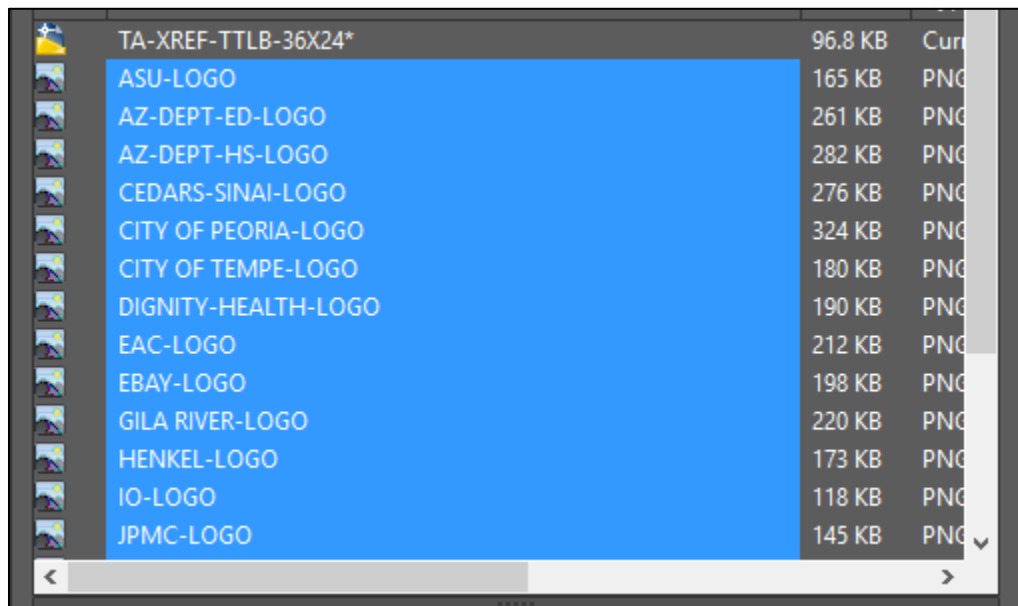 TA-XREF-TTLB-36X24* 96.8 KB
ASU-LOGO 165 KB
AZ-DEPT-ED-LOGO 261 KB
AZ-DEPT-HS-LOGO 282 KB
CEDARS-SINAI-LOGO 276 KB
CITY OF PEORIA-LOGO 324 KB
CITY OF TEMPE-LOGO 180 KB
DIGNITY-HEALTH-LOGO 190 KB
EAC-LOGO 212 KB
EBAY-LOGO 198 KB
GILA RIVER-LOGO 220 KB
HENKEL-LOGO 173 KB
IO-LOGO 118 KB
JPMC-LOGO 145 KB